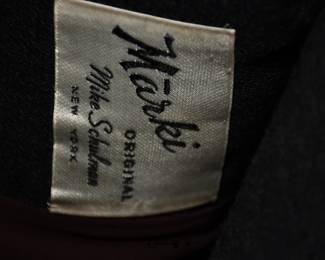 Märki
ORIGINAL
Mike Schulman
NEW YORK